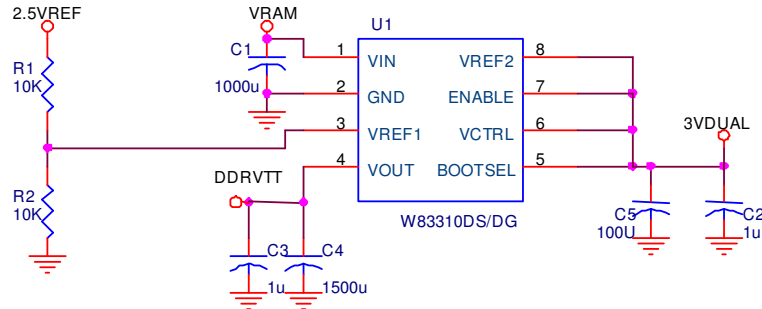 2.5VREF
VRAM
U1
R1
10K
C1
1000u
1
VIN
VREF2
8
2
GND
ENABLE
7
3
VREF1
VCTRL
6
4
VOUT
BOOTSEL
5
3VDUAL
DDRVTT
R2
10K
W83310DS/DG
C5
100U
C2
1u
C3
1u
C4
1500u